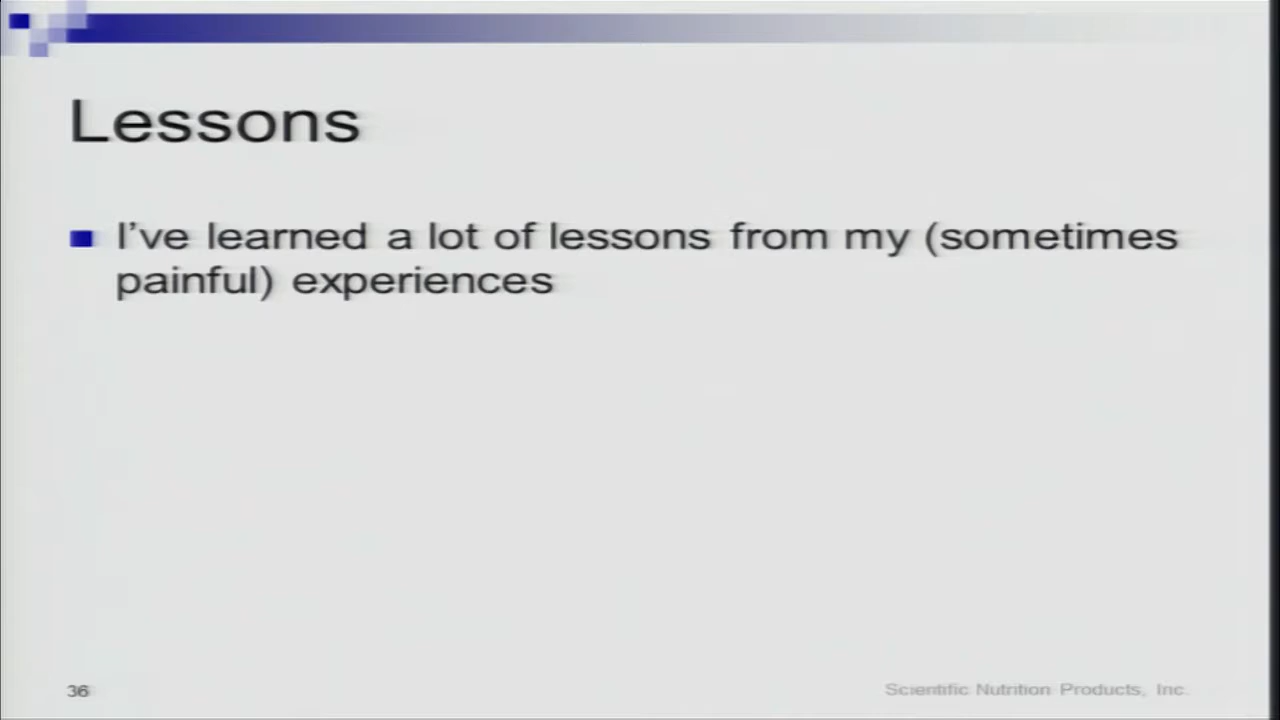 Lessons
I've learned a lot of lessons from my (sometimes
painful) experiences
36
Scientific Nutrition Products, Inc.